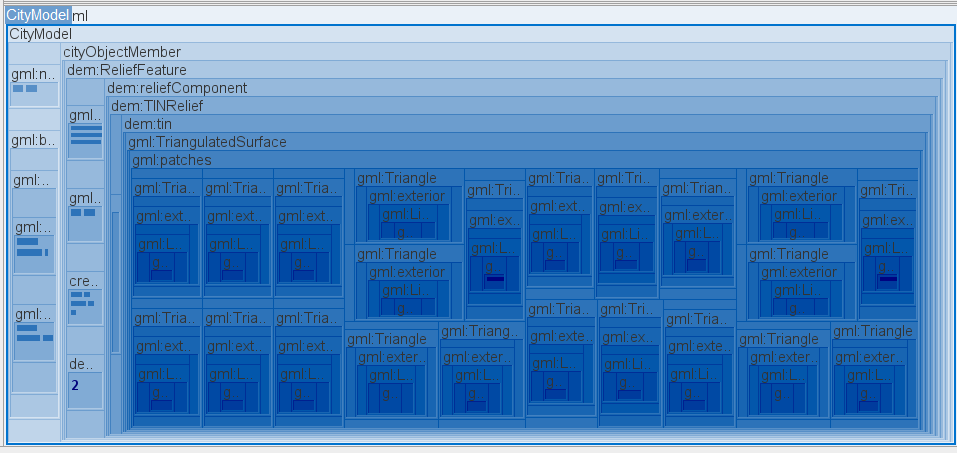 CityModel ml
CityModel
cityObjectMember
gml:n..
dem:ReliefFeature
dem:reliefComponent
dem:TINRelief
gml..
dem:tin
gml:b..
gml:TriangulatedSurface
gml:patches
gml:..
gml:Tria.. gml:Tria.. gml:Tria.. gml:Triangle gml:Tri.. gml:Tria.. gml:Tri.. gml:Trian.. gml:Triangle gml:Tri..
gml..
gml:ext.. gml:ext.. gml:ext.. gml:exterior gml:ex.. gml:ext.. gml:ex.. gml:exter.. gml:exterior gml:ex..
gml:..
gml:L.. gml:L.. gml:L.. gml:Li.. gml:L.. gml:L.. gml:Li.. gml:L.. gml:Li.. gml:L..
g... g... g... g.. g.. g... g... g... g.. g..
gml:Triangle gml:Triangle
gml:exterior gml:exterior
gml:Li.. gml:Li..
g.. g..
cre..
gml:..
gml:Tria.. gml:Tria.. gml:Tria.. gml:Triangle gml:Triang.. gml:Tria.. gml:Tria.. gml:Tria.. gml:Triangle gml:Triangle
gml:ext.. gml:ext.. gml:ext.. gml:exter.. gml:exter.. gml:exte.. gml:ex.. gml:exte.. gml:exter.. gml:exter..
de..
gml:L.. gml:L.. gml:L.. gml:L.. gml:L.. gml:L.. gml:Li.. gml:Li.. gml:L.. gml:L..
2
g... g... g... g g.. g... g... g... g g..